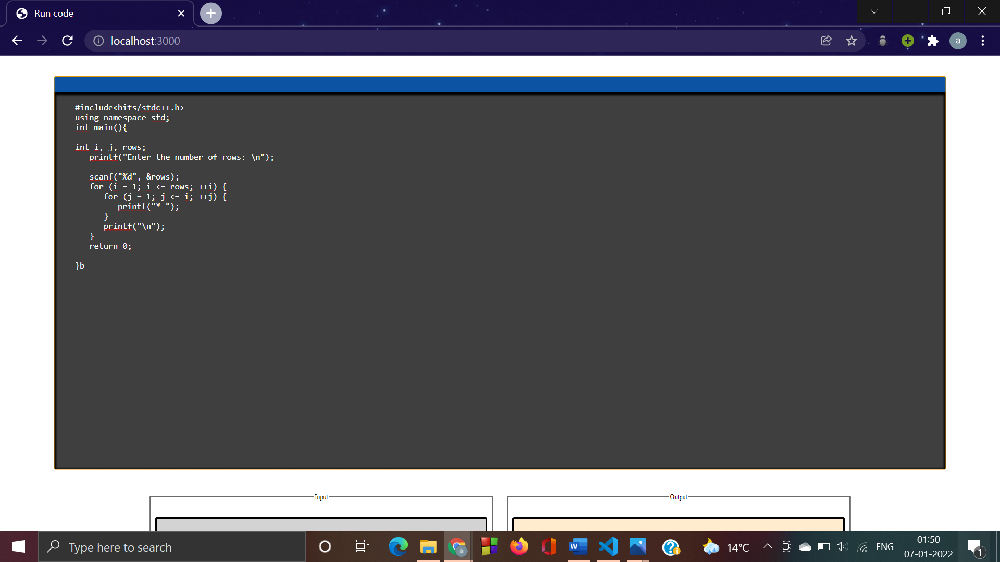 Run code
localhost:3000
a
#include<bits/stdc++.h>
using namespace std;
int main(){
int i, j, rows;
printf("Enter the number of rows: \n");
scanf("%d", &rows);
for (i = 1; i <= rows; ++i) {
for (j = 1; j <= i; ++j) {
printf("* ");
}
printf("\n");
}
return 0;
}b
Input
Output
Type here to search
a
W
14°C
ENG
01:50
07-01-2022
1